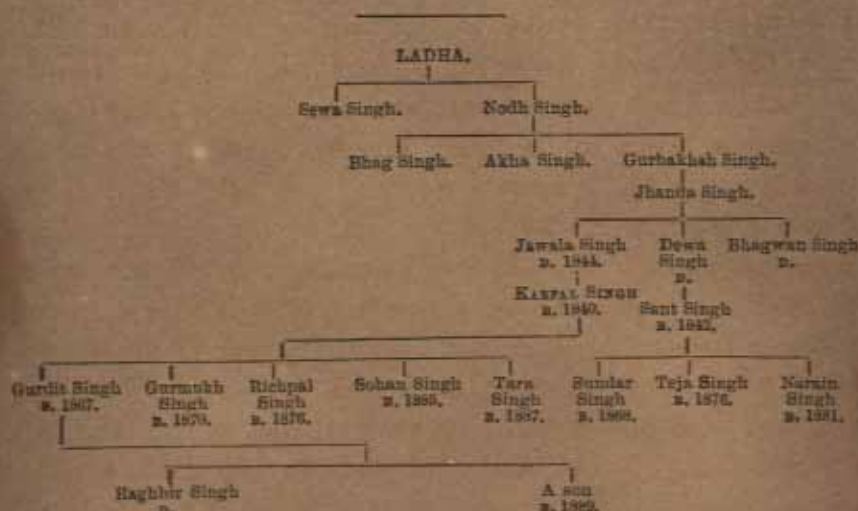 LADHA.
Sewa Singh. Nodh Singh.
Bhag Singh. Akha Singh. Gurbakhsh Singh.
Jhanda Singh.
Jawala Singh Dewa Bhagwan Singh
D. 1844. Singh D.
D.
Singh Sant Singh
B. 1840. B. 1842.
Gurdit Singh Gurmukh Richpal Sohan Singh Tara Sundar Teja Singh Narain
B. 1867. Singh Singh B. 1885. Singh Singh B. 1876. Singh
B. 1870. B. 1876. B. 1887. B. 1868. B. 1881.
Raghbir Singh A son
B. 1889.